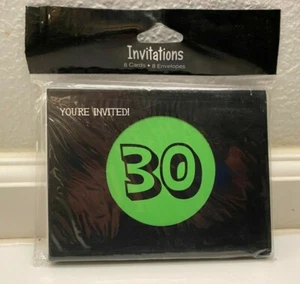 Invitations
8 Cards • 8 Envelopes
YOU'RE INVITED!
30